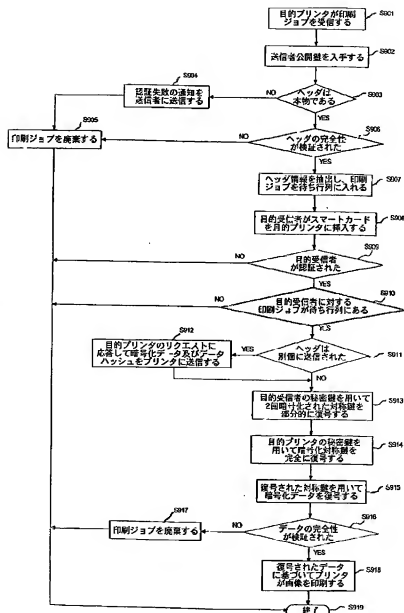 目的プリンタが印刷
ジョブを受信する
S901
送信者公開鍵を入手する
S902
ヘッダは
本物である
S903
NO
YES
認証失敗の通知を
送信者に送信する
S904
印刷ジョブを廃棄する
S905
ヘッダの完全性
が検証された
S906
NO
YES
ヘッダ情報を抽出し、印刷
ジョブを待ち行列に入れる
S907
目的受信者がスマートカード
を目的プリンタに挿入する
S908
目的受信者
が認証された
S909
NO
YES
目的受信者に対する
印刷ジョブが待ち行列にある
S910
NO
YES
ヘッダは
別個に送信された
S911
YES
NO
目的プリンタのリクエストに
応答して暗号化データ及びデータ
ハッシュをプリンタに送信する
S912
目的受信者の秘密鍵を用いて
2回暗号化された対称鍵を
部分的に復号する
S913
目的プリンタの秘密鍵を
用いて暗号化対称鍵を
完全に復号する
S914
復号された対称鍵を用いて
暗号化データを復号する
S915
データの完全性
が検証された
S916
NO
YES
印刷ジョブを廃棄する
S917
復号されたデータ
に基づいてプリンタ
が画像を印刷する
S918
終了
S919